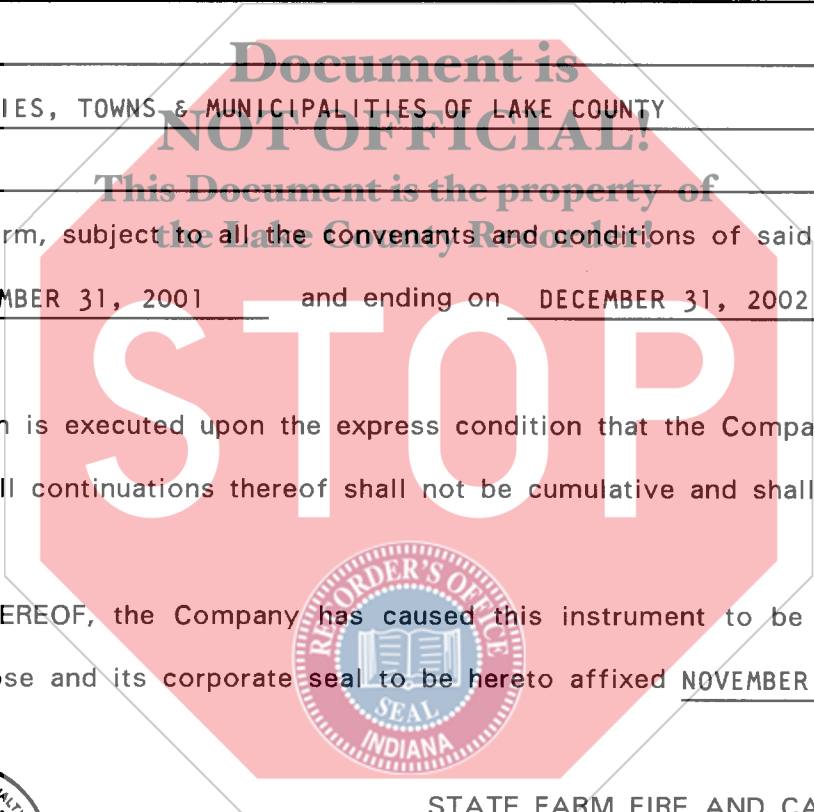 Document is
IES, TOWNS & MUNICIPALITIES OF LAKE COUNTY
NOT OFFICIAL!
This Document is the property of
the Lake County Recorder!
rm, subject to all the Convenants and conditions of said
MBER 31, 2001 and ending on DECEMBER 31, 2002
STOP
n is executed upon the express condition that the Compa
ll continuations thereof shall not be cumulative and shall
RECORDER'S OFFICE
EREOF, the Company has caused this instrument to be
se and its corporate seal to be hereto affixed NOVEMBER
SEAL
INDIANA
STATE FARM FIRE AND CA